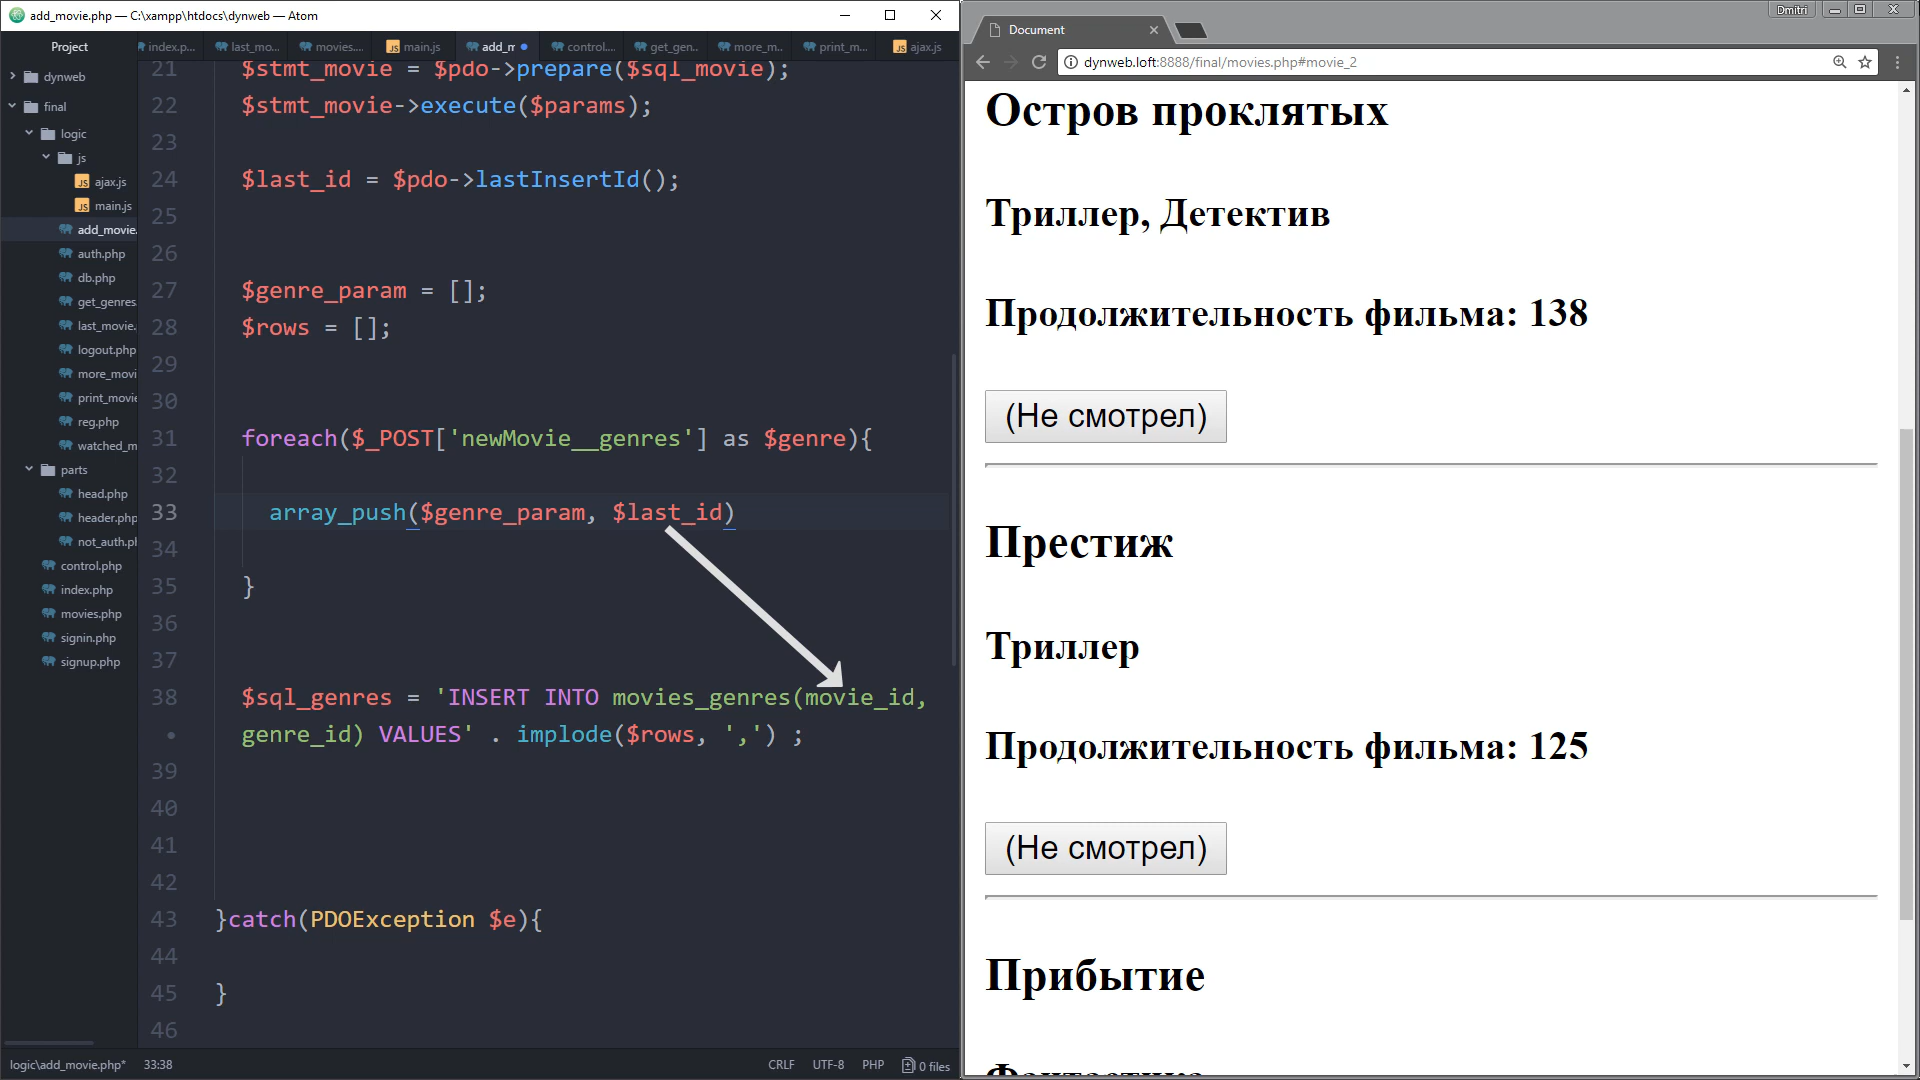 add_movie.php — C:\xampp\htdocs\dynweb — Atom
Project
index.p...
last_mo...
movies....
main.js
add_m
control....
get_gen..
more_m..
print_m...
ajax.js
dynweb
final
logic
js
ajax.js
main.js
add_movie.
auth.php
db.php
get_genres.
last_movie.
logout.php
more_movi
print_movie
reg.php
watched_m
parts
head.php
header.php
not_auth.ph
control.php
index.php
movies.php
signin.php
signup.php
21 $stmt_movie = $pdo->prepare($sql_movie);
22 $stmt_movie->execute($params);
23
24 $last_id = $pdo->lastInsertId();
25
26
27 $genre_param = [];
28 $rows = [];
29
30
31 foreach($_POST['newMovie__genres'] as $genre){
32
33 array_push($genre_param, $last_id)
34
35 }
36
37
38 $sql_genres = 'INSERT INTO movies_genres(movie_id,
• genre_id) VALUES' . implode($rows, ',') ;
39
40
41
42
43 }catch(PDOException $e){
44
45 }
46
logic\add_movie.php* 33:38 CRLF UTF-8 PHP 0 files
Dmitri
Document
dynweb.loft:8888/final/movies.php#movie_2
Остров проклятых
Триллер, Детектив
Продолжительность фильма: 138
(Не смотрел)
Престиж
Триллер
Продолжительность фильма: 125
(Не смотрел)
Прибытие
Фантастика